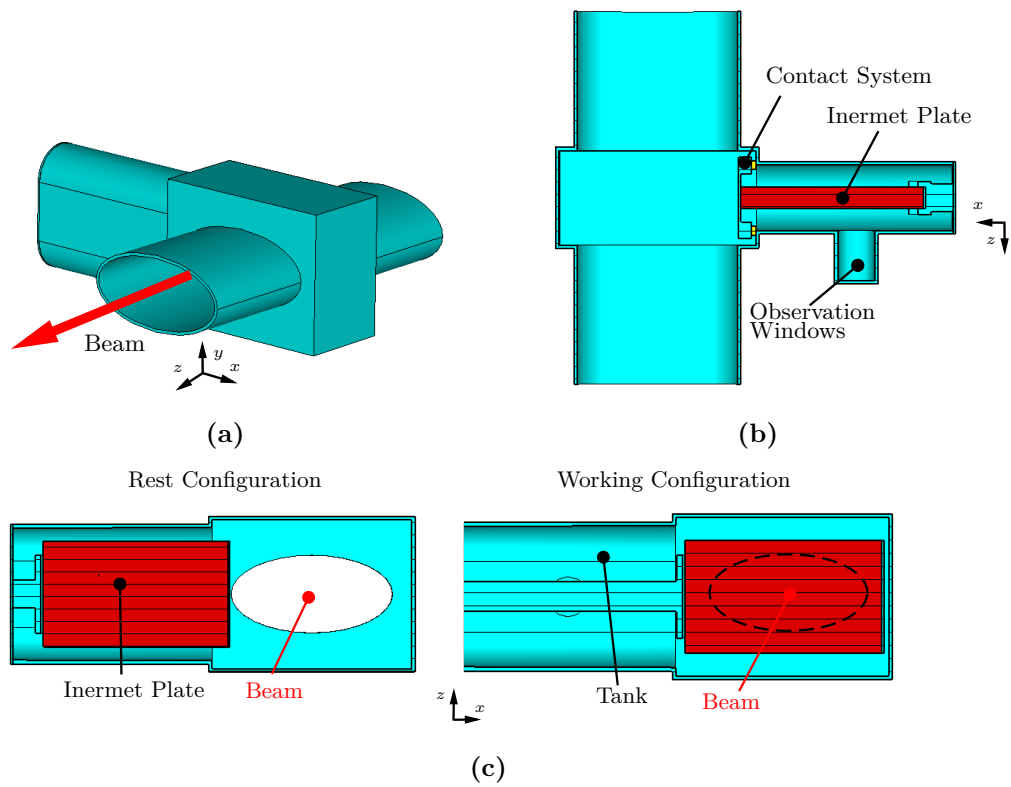 Beam
y
z
x
(a)
Contact System
Inermet Plate
x
z
Observation
Windows
(b)
Rest Configuration
Inermet Plate
Beam
Working Configuration
Tank
Beam
z
x
(c)